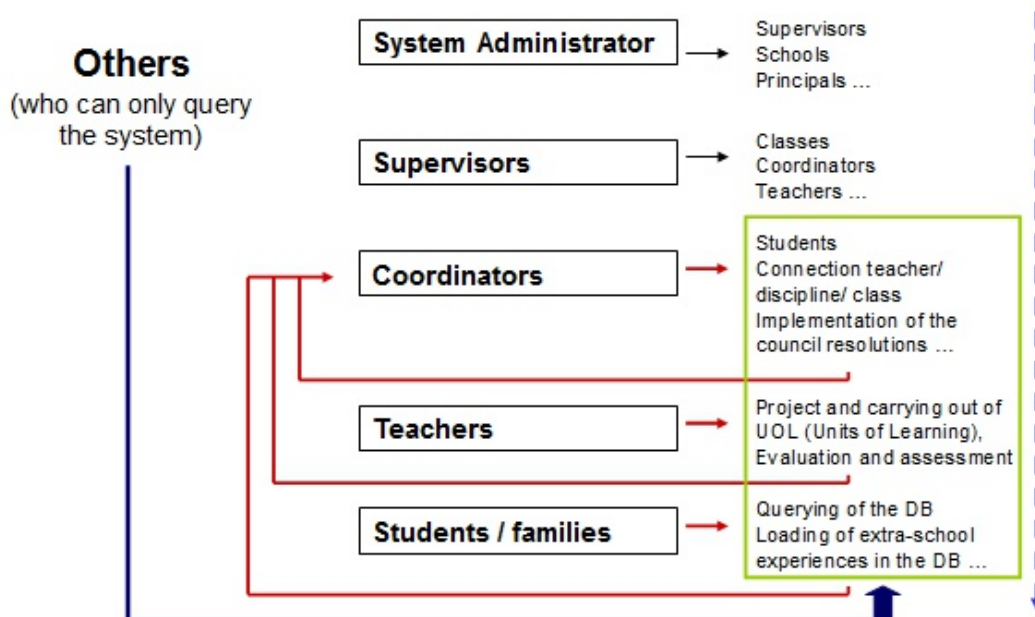 Others
(who can only query
the system)
System Administrator
Supervisors
Schools
Principals ...
Supervisors
Classes
Coordinators
Teachers ...
Coordinators
Students
Connection teacher/
discipline/ class
Implementation of the
council resolutions ...
Teachers
Project and carrying out of
UOL (Units of Learning),
Evaluation and assessment
Students / families
Querying of the DB
Loading of extra-school
experiences in the DB ...